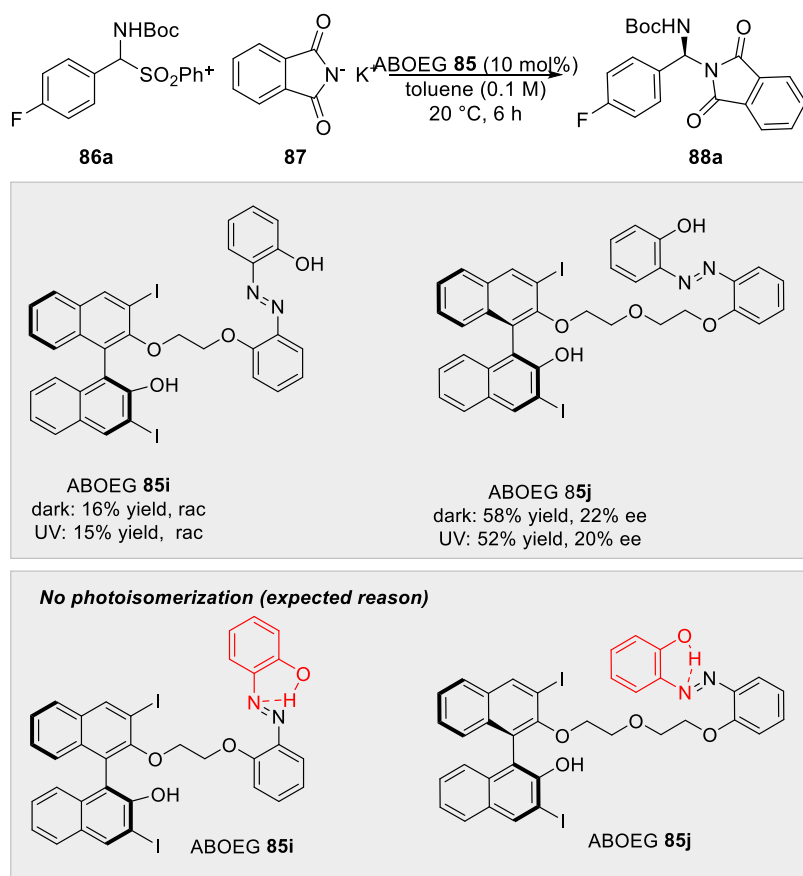 NHBoc
SO2Ph+
F
86a
O
N- K+
O
87
ABOEG 85 (10 mol%)
toluene (0.1 M)
20 °C, 6 h
BocHN
O
N
F
O
88a
OH
N
N
I
O
O
OH
I
ABOEG 85i
dark: 16% yield, rac
UV: 15% yield, rac
OH
N
N
I
O
O
O
OH
I
ABOEG 85j
dark: 58% yield, 22% ee
UV: 52% yield, 20% ee
No photoisomerization (expected reason)
O
H
N
N
I
O
O
OH
I
ABOEG 85i
O
H
N
N
I
O
O
O
OH
I
ABOEG 85j